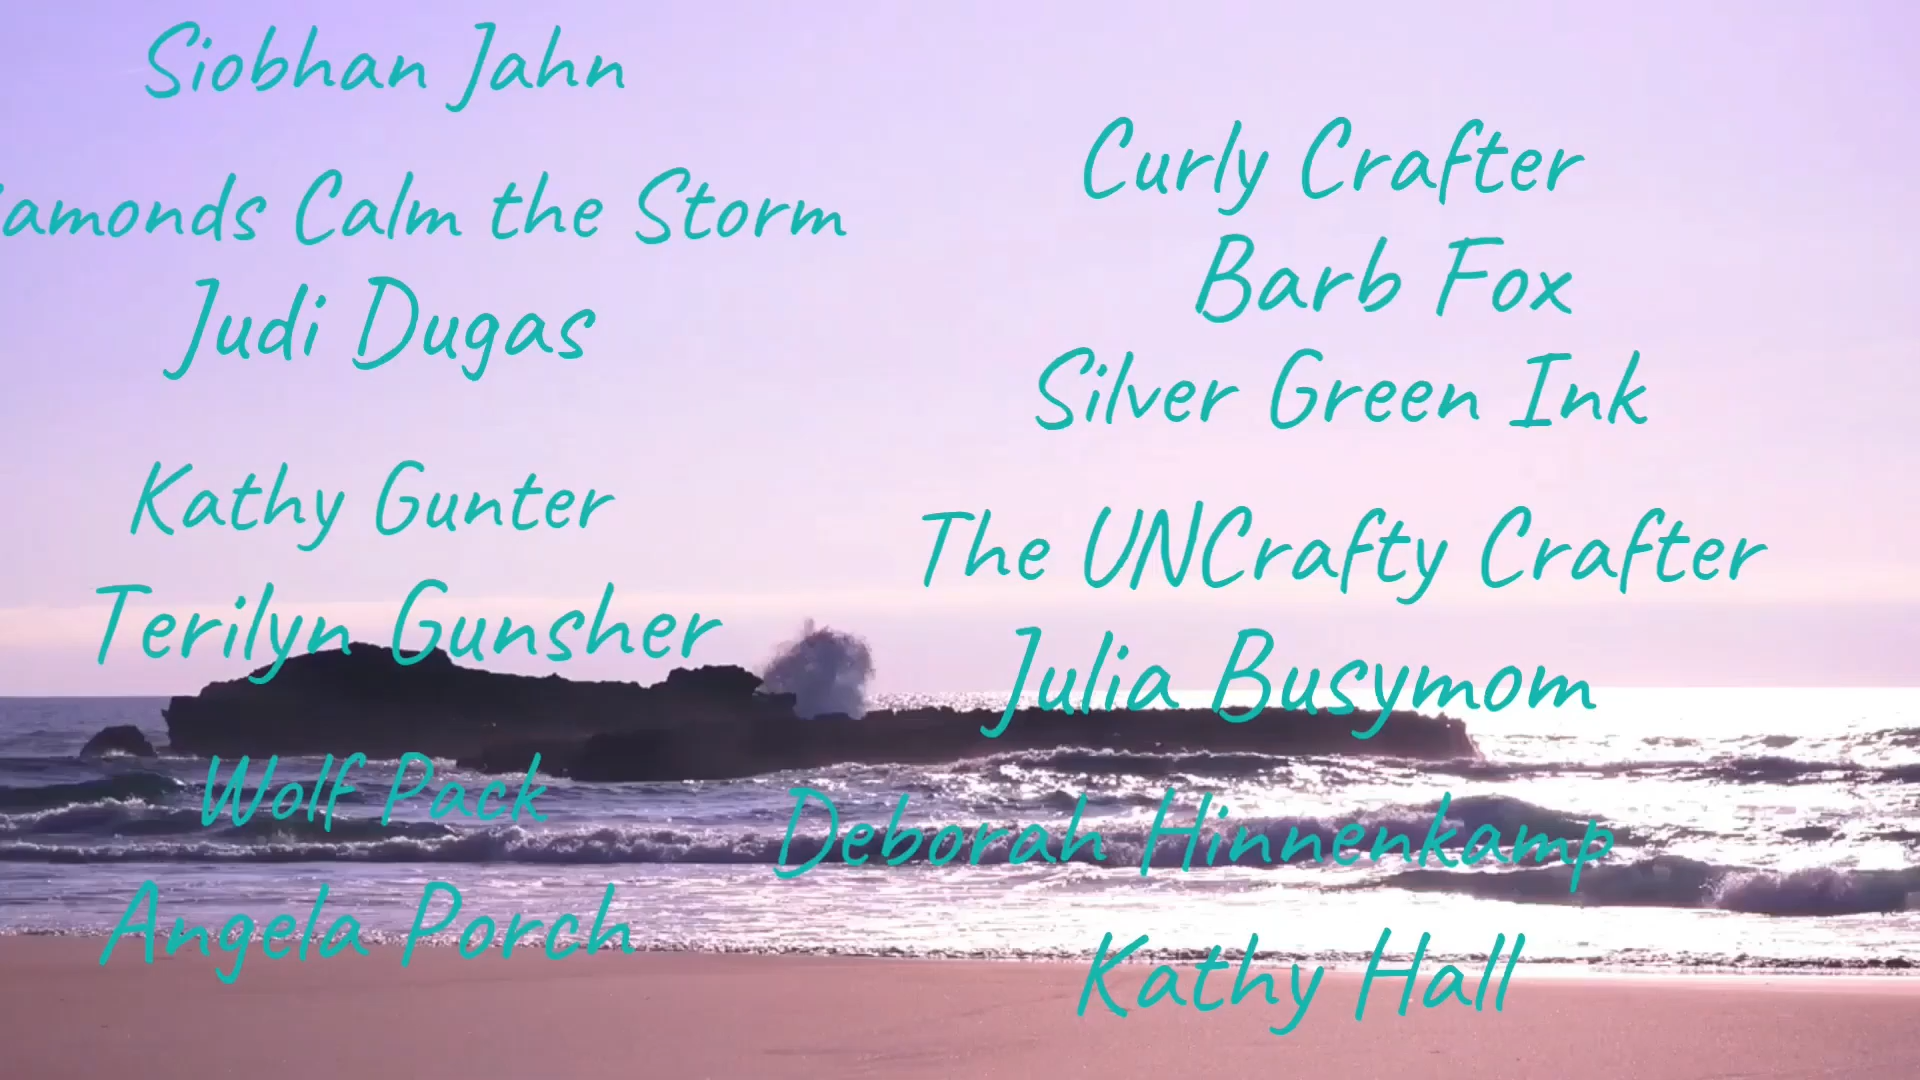 Siobhan Jahn
Calm the Storm
Judi Dugas
Kathy Gunter
Terilyn Gunsher
Wolf Pack
Angela Porch
Curly Crafter
Barb Fox
Silver Green Ink
The UNCrafty Crafter
Julia Busymom
Deborah Hinnenkamp
Kathy Hall